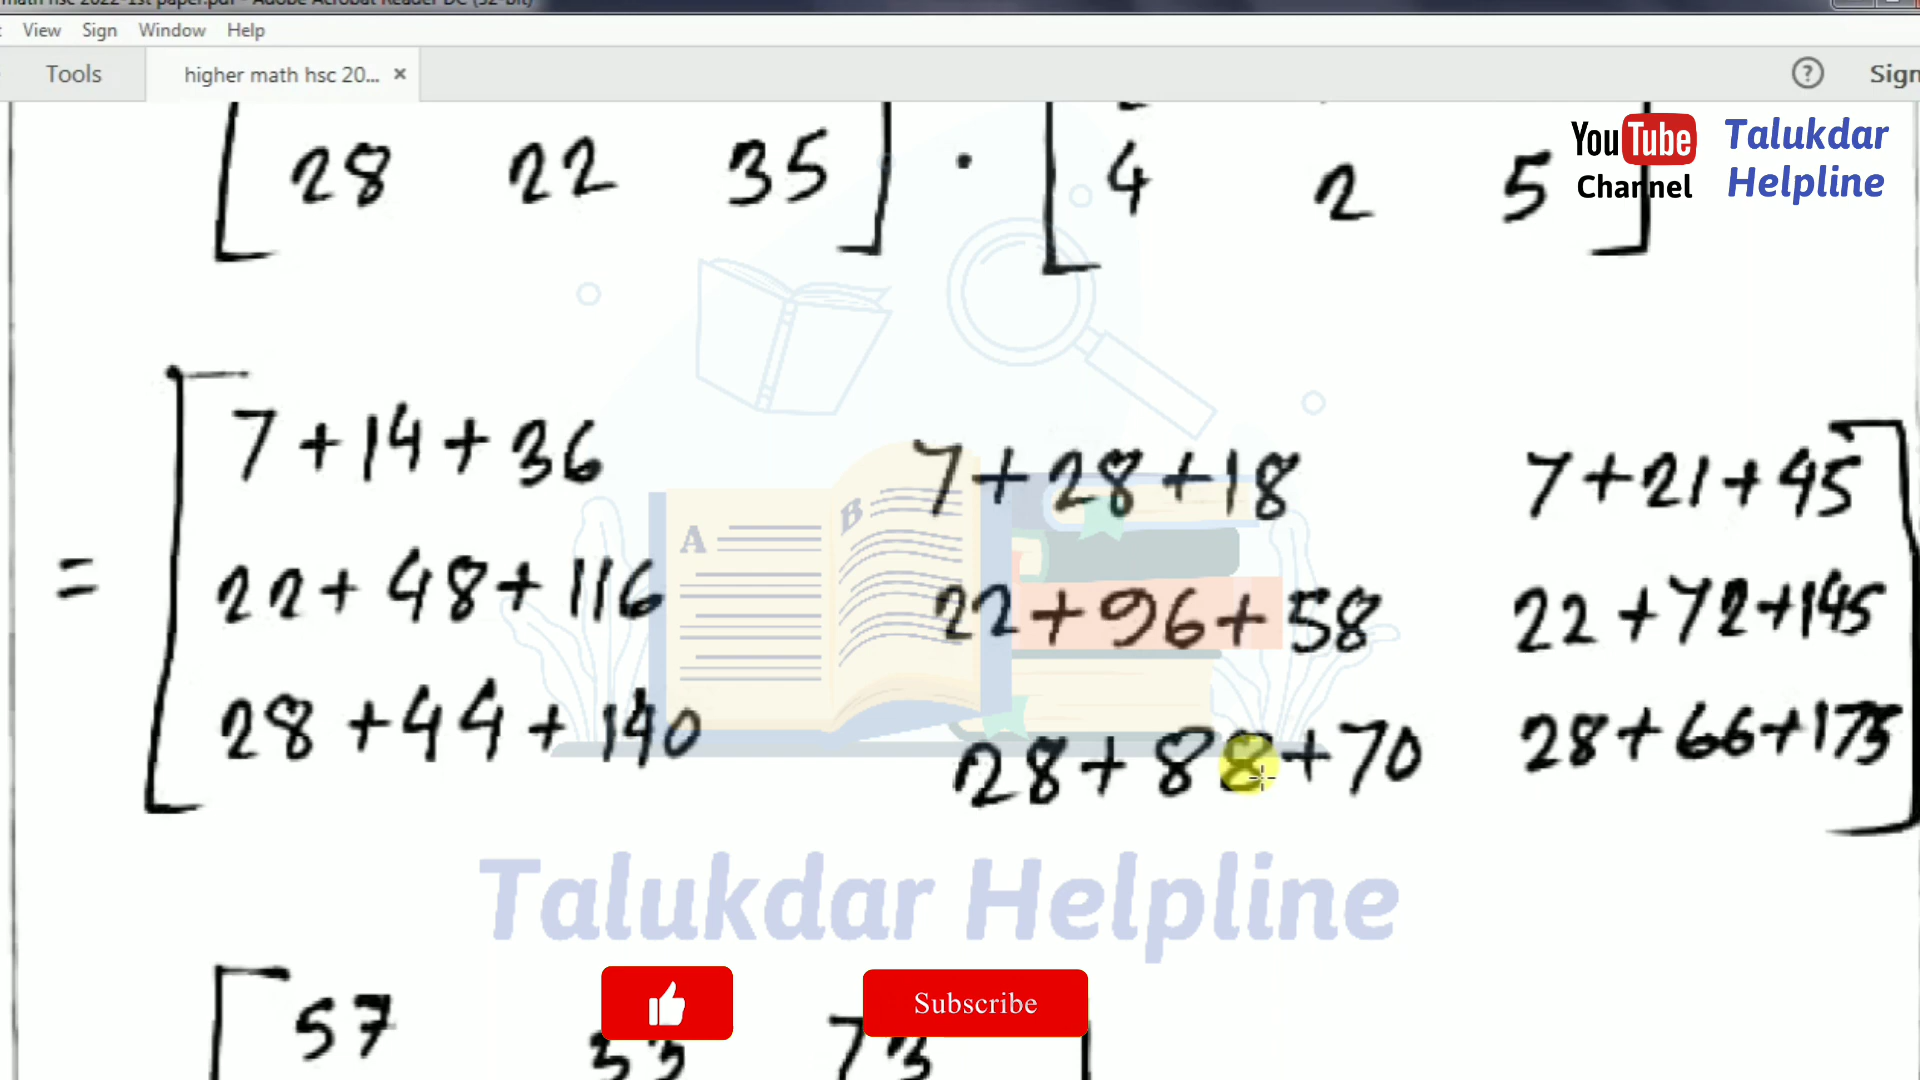 View Sign Window Help
Tools higher math hsc 20... × ? Sign
YouTube Channel Talukdar Helpline
28 22 35 · 4 2 5
7+14+36 7+28+18 7+21+45
= 22+48+116 22+96+58 22+72+145
28+44+140 28+88+70 28+66+175
A B
Talukdar Helpline
57 53 73
Subscribe